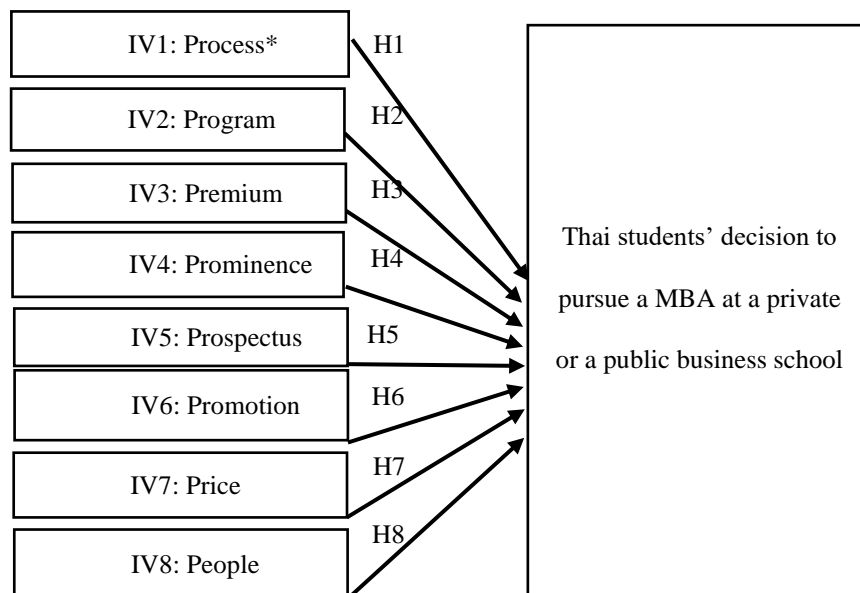 IV1: Process*
H1
IV2: Program
H2
IV3: Premium
H3
IV4: Prominence
H4
IV5: Prospectus
H5
IV6: Promotion
H6
IV7: Price
H7
IV8: People
H8
Thai students’ decision to
pursue a MBA at a private
or a public business school